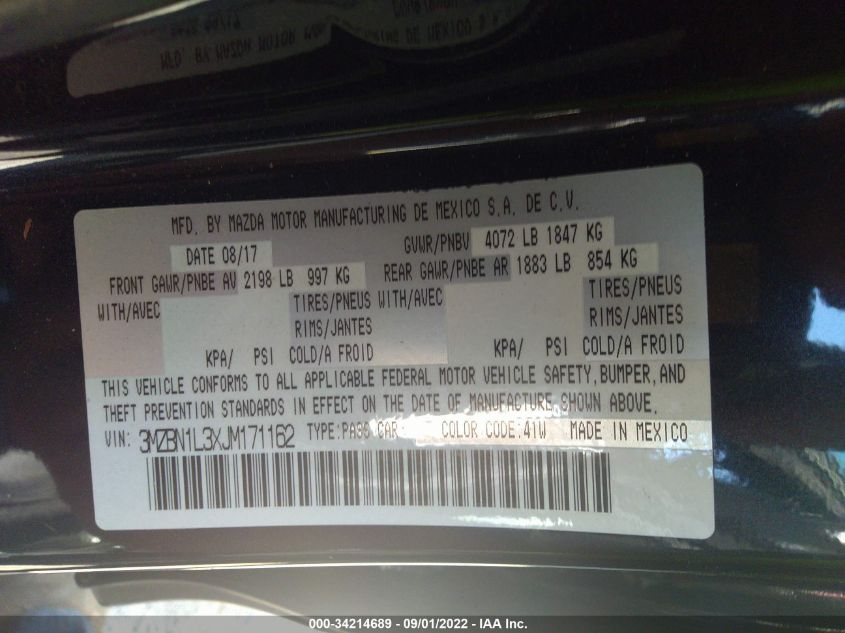 MFD. BY MAZDA MOTOR MANUFACTURING DE MEXICO S.A. DE C.V.
DATE 08/17 GVWR/PNBV 4072 LB 1847 KG
FRONT GAWR/PNBE AV 2198 LB 997 KG REAR GAWR/PNBE AR 1883 LB 854 KG
WITH/AVEC TIRES/PNEUS WITH/AVEC TIRES/PNEUS
RIMS/JANTES RIMS/JANTES
KPA/ PSI COLD/A FROID KPA/ PSI COLD/A FROID
THIS VEHICLE CONFORMS TO ALL APPLICABLE FEDERAL MOTOR VEHICLE SAFETY, BUMPER, AND
THEFT PREVENTION STANDARDS IN EFFECT ON THE DATE OF MANUFACTURE SHOWN ABOVE.
VIN: 3MZBN1L3XJM171162 TYPE:PASS CAR COLOR CODE:41W MADE IN MEXICO
000-34214689 - 09/01/2022 - IAA Inc.